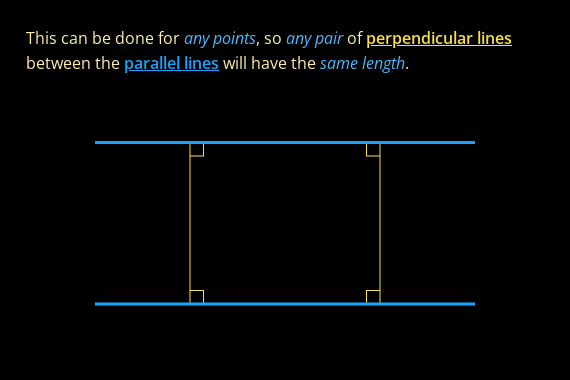 This can be done for any points, so any pair of perpendicular lines
between the parallel lines will have the same length.